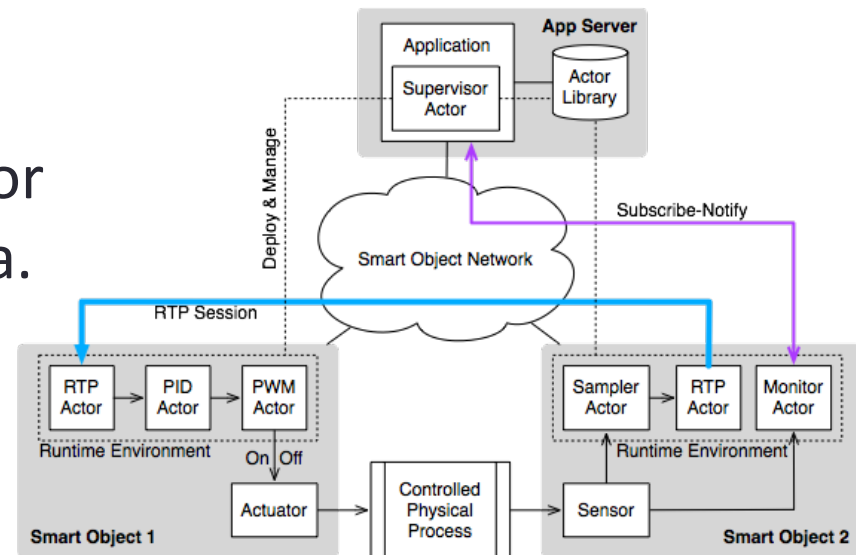 or
a.
App Server
Application
Supervisor
Actor
Actor
Library
Deploy & Manage
Subscribe-Notify
Smart Object Network
RTP Session
RTP
Actor
PID
Actor
PWM
Actor
Runtime Environment
On
Off
Actuator
Smart Object 1
Controlled
Physical
Process
Sampler
Actor
RTP
Actor
Monitor
Actor
Runtime Environment
Sensor
Smart Object 2